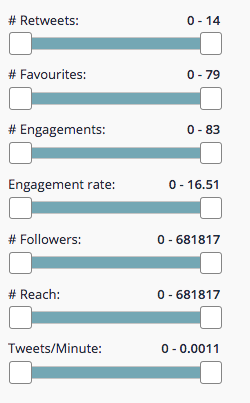 # Retweets: 0 - 14
# Favourites: 0 - 79
# Engagements: 0 - 83
Engagement rate: 0 - 16.51
# Followers: 0 - 681817
# Reach: 0 - 681817
Tweets/Minute: 0 - 0.0011